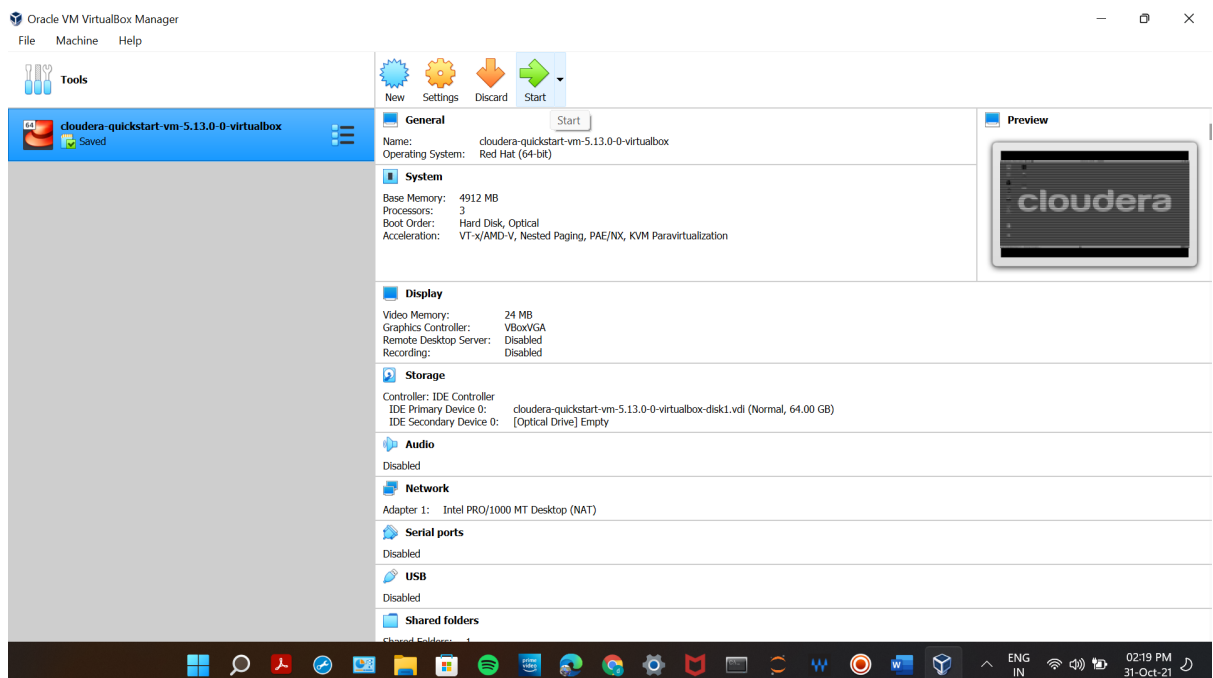 Oracle VM VirtualBox Manager
File Machine Help
Tools
New Settings Discard Start
cloudera-quickstart-vm-5.13.0-0-virtualbox
64
Saved
General
Start
Name: cloudera-quickstart-vm-5.13.0-0-virtualbox
Operating System: Red Hat (64-bit)
System
Base Memory: 4912 MB
Processors: 3
Boot Order: Hard Disk, Optical
Acceleration: VT-x/AMD-V, Nested Paging, PAE/NX, KVM Paravirtualization
Preview
cloudera
Display
Video Memory: 24 MB
Graphics Controller: VBoxVGA
Remote Desktop Server: Disabled
Recording: Disabled
Storage
Controller: IDE Controller
IDE Primary Device 0: cloudera-quickstart-vm-5.13.0-0-virtualbox-disk1.vdi (Normal, 64.00 GB)
IDE Secondary Device 0: [Optical Drive] Empty
Audio
Disabled
Network
Adapter 1: Intel PRO/1000 MT Desktop (NAT)
Serial ports
Disabled
USB
Disabled
Shared folders
Shared Folders: 1
prime video
ENG
IN
02:19 PM
31-Oct-21